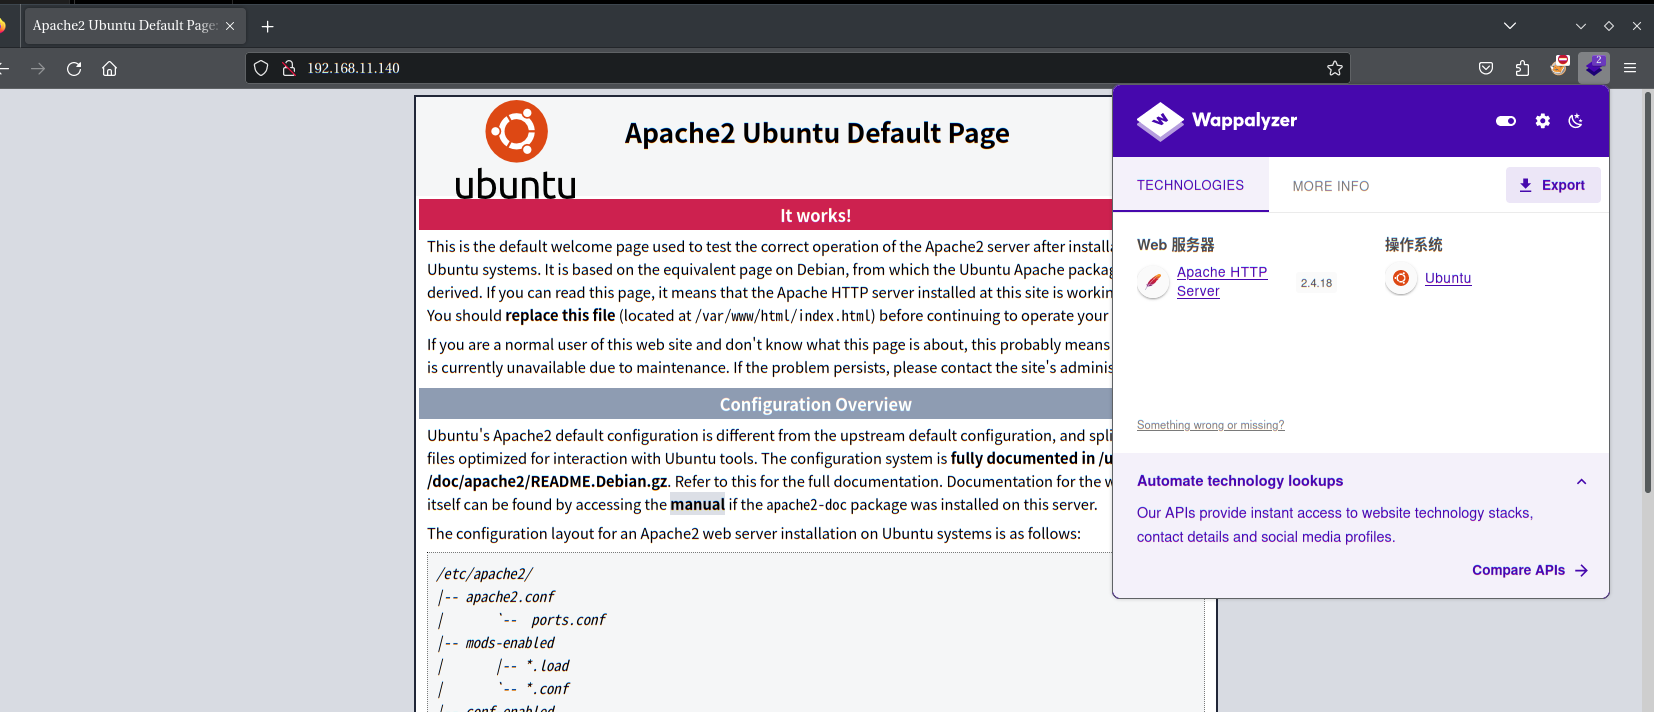 Apache2 Ubuntu Default Page:
192.168.11.140
2
ubuntu
Apache2 Ubuntu Default Page
It works!
This is the default welcome page used to test the correct operation of the Apache2 server after
Ubuntu systems. It is based on the equivalent page on Debian, from which the Ubuntu Apache
derived. If you can read this page, it means that the Apache HTTP server installed at this site is
You should replace this file (located at /var/www/html/index.html) before continuing to operate your
If you are a normal user of this web site and don't know what this page is about, this probably means
is currently unavailable due to maintenance. If the problem persists, please contact the site's
Configuration Overview
Ubuntu's Apache2 default configuration is different from the upstream default configuration, and
files optimized for interaction with Ubuntu tools. The configuration system is fully documented in
/doc/apache2/README.Debian.gz. Refer to this for the full documentation. Documentation for the
itself can be found by accessing the manual if the apache2-doc package was installed on this server.
The configuration layout for an Apache2 web server installation on Ubuntu systems is as follows:
/etc/apache2/
|-- apache2.conf
|       `--  ports.conf
|-- mods-enabled
|       |-- *.load
|       `-- *.conf
Wappalyzer
TECHNOLOGIES
MORE INFO
Export
Web 服务器
Apache HTTP
Server
2.4.18
操作系统
Ubuntu
Something wrong or missing?
Automate technology lookups
Our APIs provide instant access to website technology stacks,
contact details and social media profiles.
Compare APIs